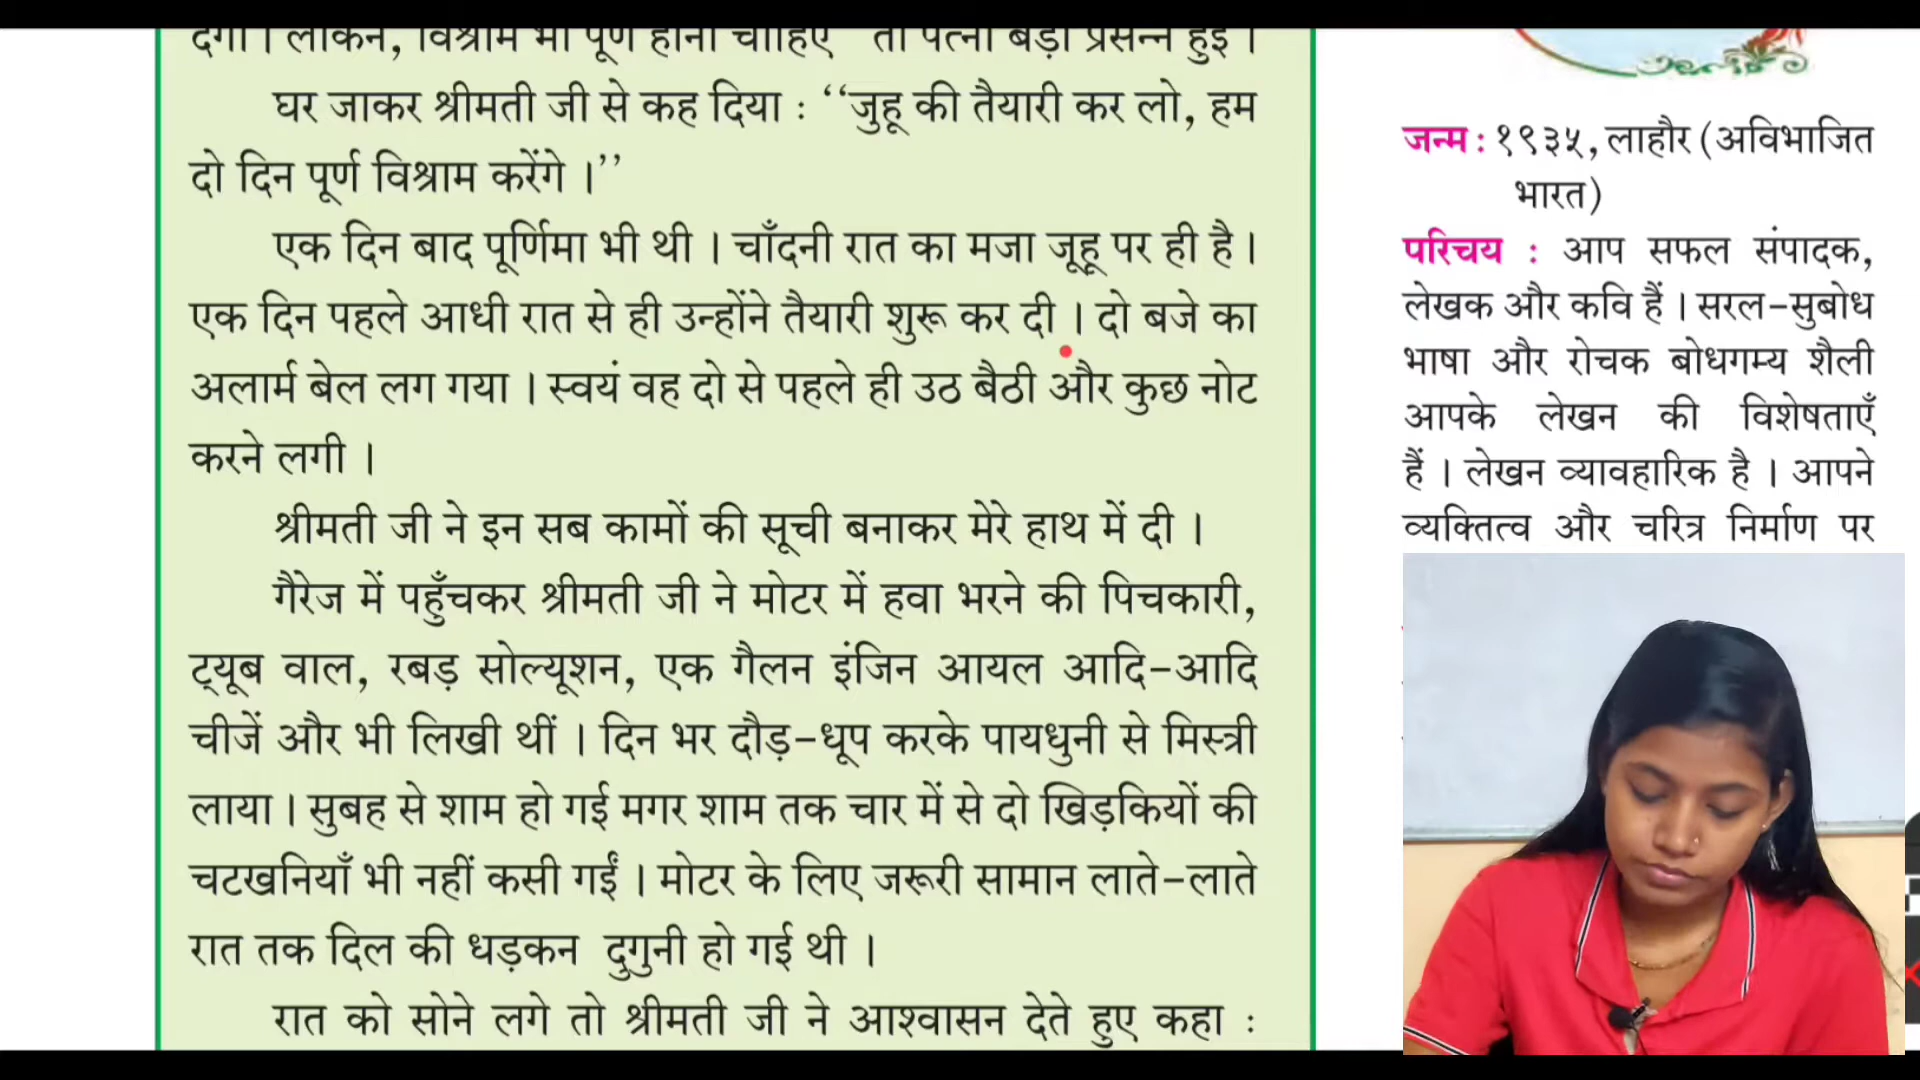 देगी । लेकिन, विश्राम भी पूर्ण होना चाहिए’’ तो पत्नी बड़ी प्रसन्न हुई ।
घर जाकर श्रीमती जी से कह दिया : ‘‘जुहू की तैयारी कर लो, हम
दो दिन पूर्ण विश्राम करेंगे ।’’
एक दिन बाद पूर्णिमा भी थी । चाँदनी रात का मजा जूहू पर ही है ।
एक दिन पहले आधी रात से ही उन्होंने तैयारी शुरू कर दी । दो बजे का
अलार्म बेल लग गया । स्वयं वह दो से पहले ही उठ बैठी और कुछ नोट
करने लगी ।
श्रीमती जी ने इन सब कामों की सूची बनाकर मेरे हाथ में दी ।
गैरेज में पहुँचकर श्रीमती जी ने मोटर में हवा भरने की पिचकारी,
ट्यूब वाल, रबड़ सोल्यूशन, एक गैलन इंजिन आयल आदि-आदि
चीजें और भी लिखी थीं । दिन भर दौड़-धूप करके पायधुनी से मिस्त्री
लाया । सुबह से शाम हो गई मगर शाम तक चार में से दो खिड़कियों की
चटखनियाँ भी नहीं कसी गईं । मोटर के लिए जरूरी सामान लाते-लाते
रात तक दिल की धड़कन दुगुनी हो गई थी ।
रात को सोने लगे तो श्रीमती जी ने आश्वासन देते हुए कहा :
जन्म : १९३५, लाहौर (अविभाजित
भारत)
परिचय : आप सफल संपादक,
लेखक और कवि हैं । सरल-सुबोध
भाषा और रोचक बोधगम्य शैली
आपके लेखन की विशेषताएँ
हैं । लेखन व्यावहारिक है । आपने
व्यक्तित्व और चरित्र निर्माण पर